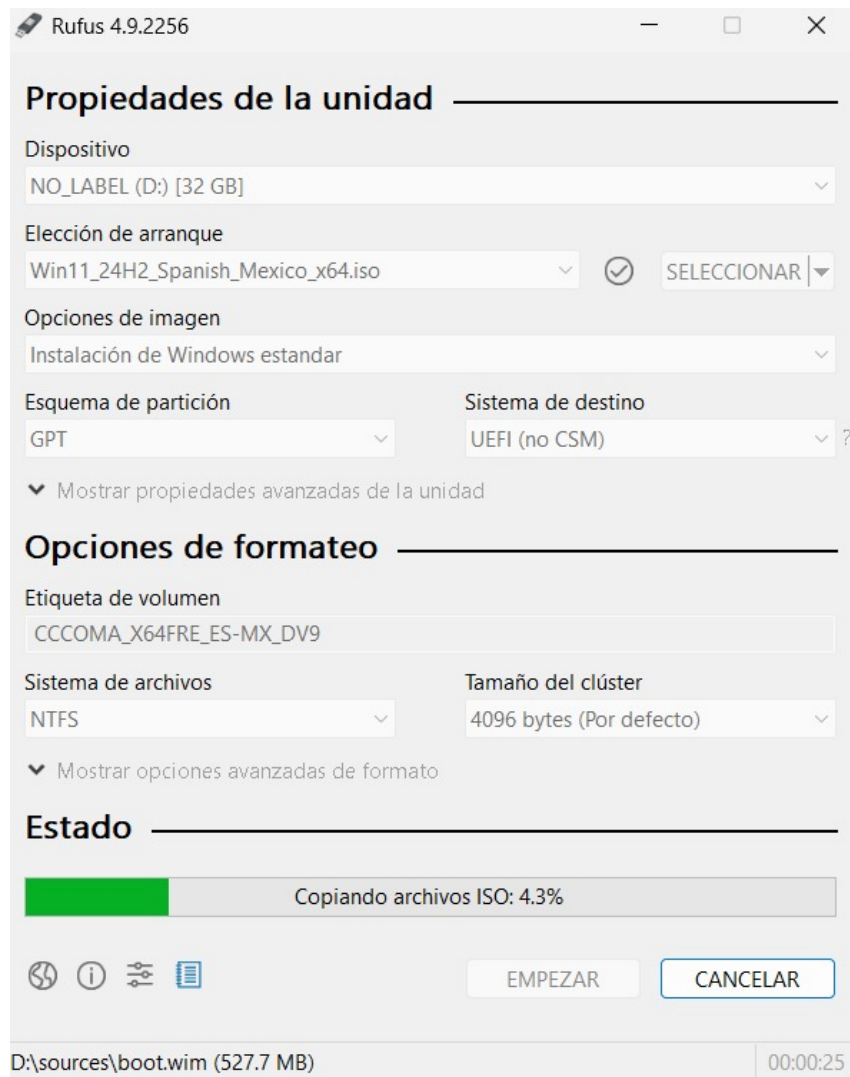 Rufus 4.9.2256
Propiedades de la unidad
Dispositivo
NO_LABEL (D:) [32 GB]
Elección de arranque
Win11_24H2_Spanish_Mexico_x64.iso
SELECCIONAR
Opciones de imagen
Instalación de Windows estandar
Esquema de partición Sistema de destino
GPT UEFI (no CSM) ?
Mostrar propiedades avanzadas de la unidad
Opciones de formateo
Etiqueta de volumen
CCCOMA_X64FRE_ES-MX_DV9
Sistema de archivos Tamaño del clúster
NTFS 4096 bytes (Por defecto)
Mostrar opciones avanzadas de formato
Estado
Copiando archivos ISO: 4.3%
EMPEZAR CANCELAR
D:\sources\boot.wim (527.7 MB) 00:00:25